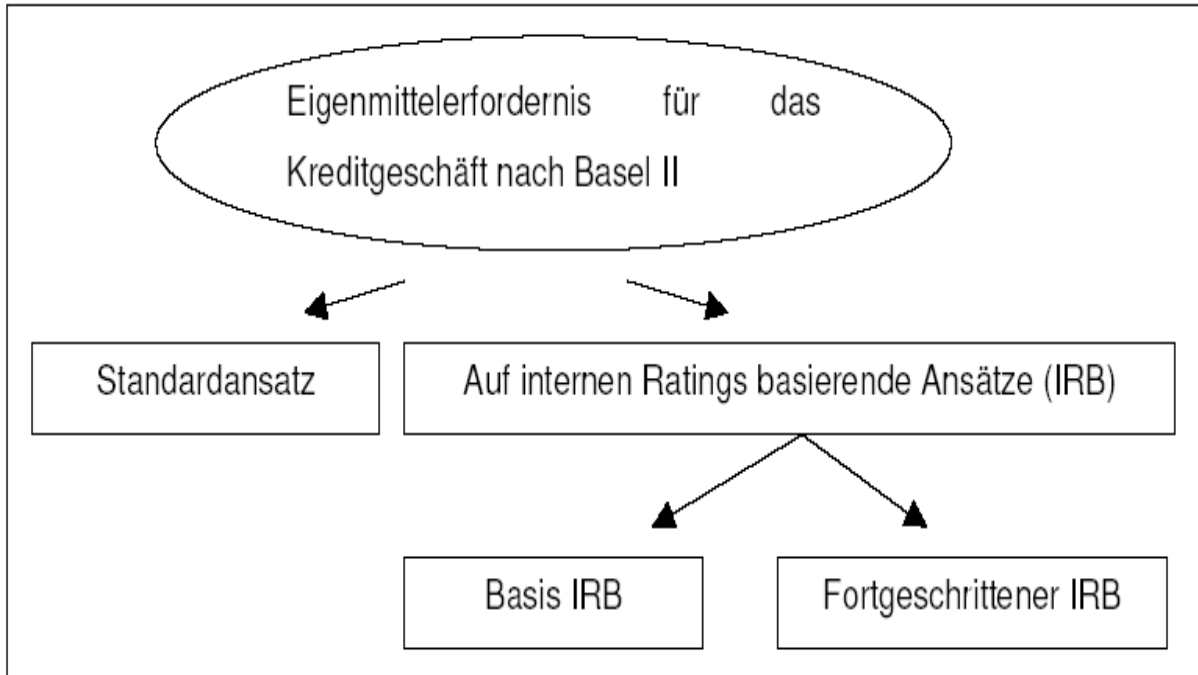 Eigenmittelerfordernis für das
Kreditgeschäft nach Basel II
Standardansatz
Auf internen Ratings basierende Ansätze (IRB)
Basis IRB
Fortgeschrittener IRB